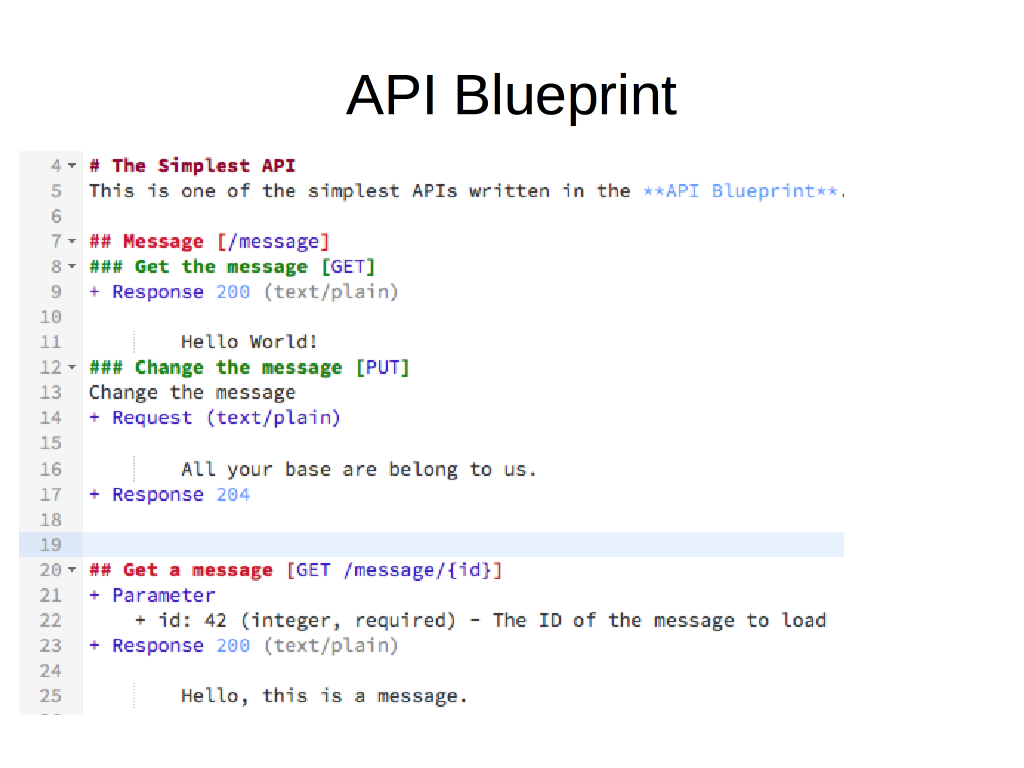 API Blueprint
4 # The Simplest API
5 This is one of the simplest APIs written in the **API Blueprint**.
6
7 ## Message [/message]
8 ### Get the message [GET]
9 + Response 200 (text/plain)
10
11         Hello World!
12 ### Change the message [PUT]
13 Change the message
14 + Request (text/plain)
15
16         All your base are belong to us.
17 + Response 204
18
19
20 ## Get a message [GET /message/{id}]
21 + Parameter
22     + id: 42 (integer, required) - The ID of the message to load
23 + Response 200 (text/plain)
24
25         Hello, this is a message.